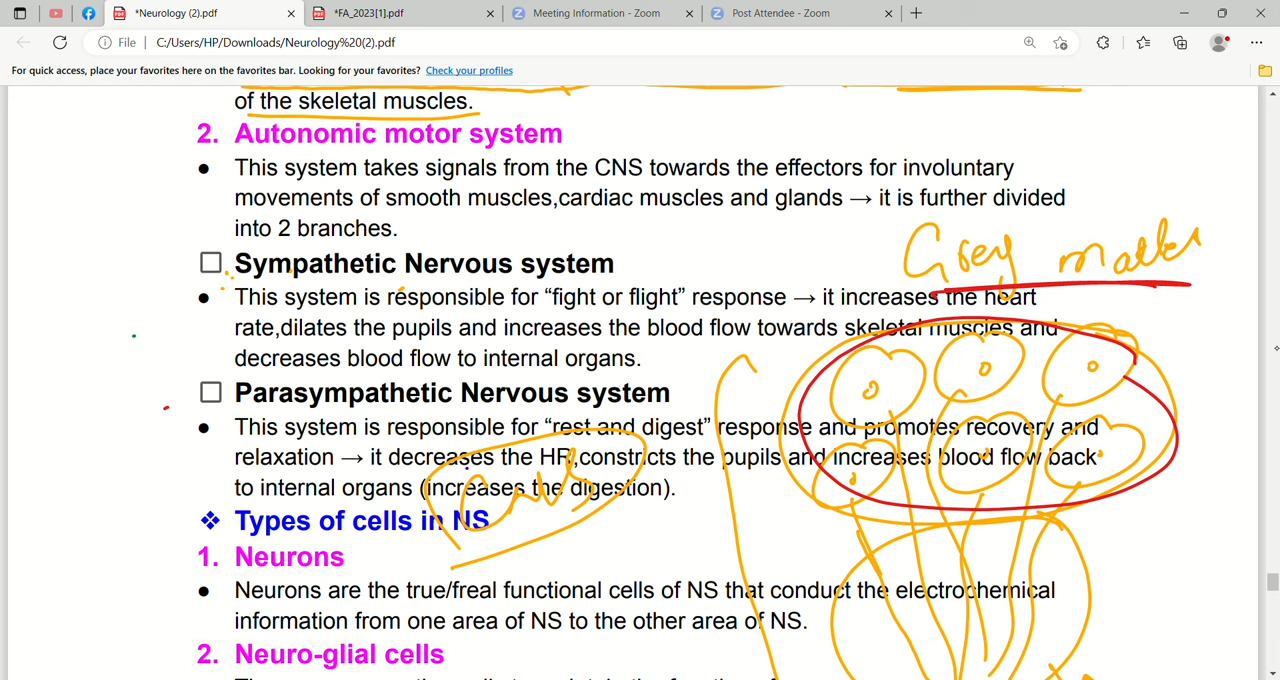 *Neurology (2).pdf
*FA_2023[1].pdf
Meeting Information - Zoom
Post Attendee - Zoom
File
C:/Users/HP/Downloads/Neurology%20(2).pdf
For quick access, place your favorites here on the favorites bar. Looking for your favorites? Check your profiles
of the skeletal muscles.
2. Autonomic motor system
● This system takes signals from the CNS towards the effectors for involuntary
movements of smooth muscles,cardiac muscles and glands → it is further divided
into 2 branches.
Grey matter
☐ Sympathetic Nervous system
● This system is responsible for “fight or flight” response → it increases the heart
rate,dilates the pupils and increases the blood flow towards skeletal muscles and
decreases blood flow to internal organs.
☐ Parasympathetic Nervous system
● This system is responsible for “rest and digest” response and promotes recovery and
relaxation → it decreases the HR,constricts the pupils and increases blood flow back
to internal organs (increases the digestion).
❖ Types of cells in NS
1. Neurons
● Neurons are the true/freal functional cells of NS that conduct the electrochemical
information from one area of NS to the other area of NS.
2. Neuro-glial cells